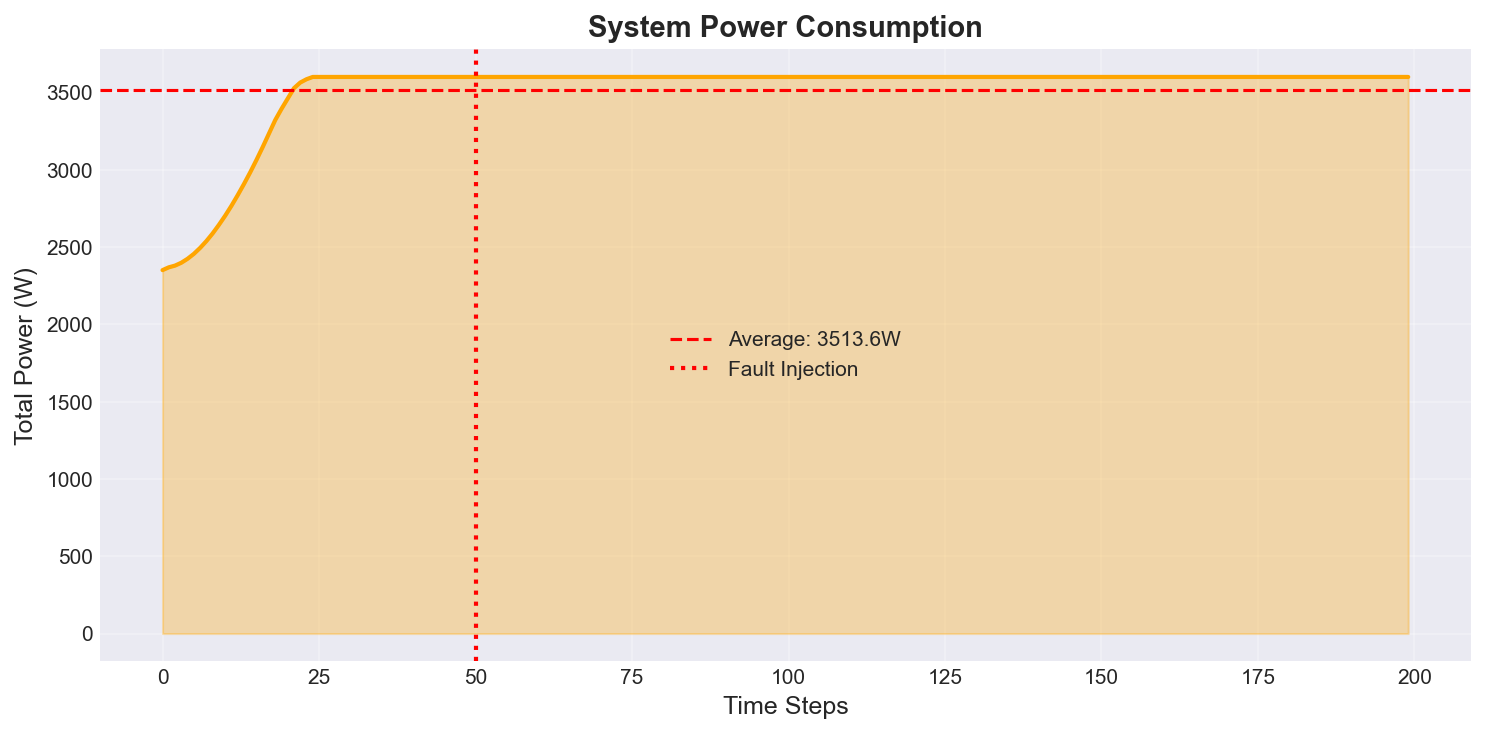 System Power Consumption
Total Power (W)
3500
3000
2500
2000
1500
1000
500
0
Average: 3513.6W
Fault Injection
0 25 50 75 100 125 150 175 200
Time Steps